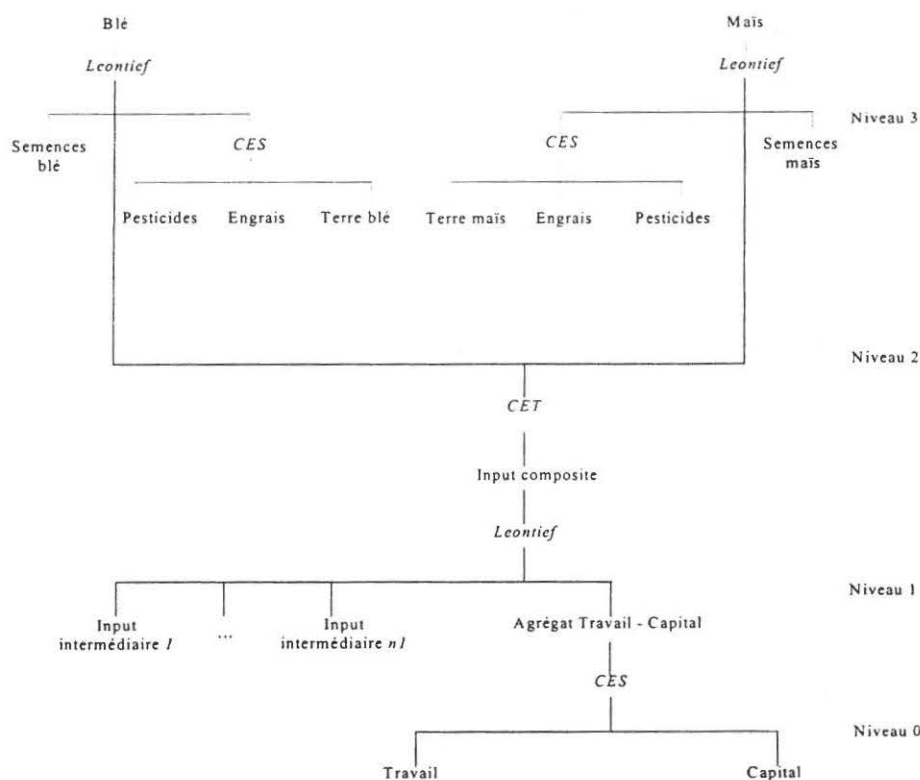 Blé Maïs
Leontief Leontief
Niveau 3
Semences CES CES Semences
blé maïs
Pesticides Engrais Terre blé Terre maïs Engrais Pesticides
Niveau 2
CET
Input composite
Leontief
Niveau 1
Input ... Input Agrégat Travail - Capital
intermédiaire 1 intermédiaire n1
CES
Niveau 0
Travail Capital